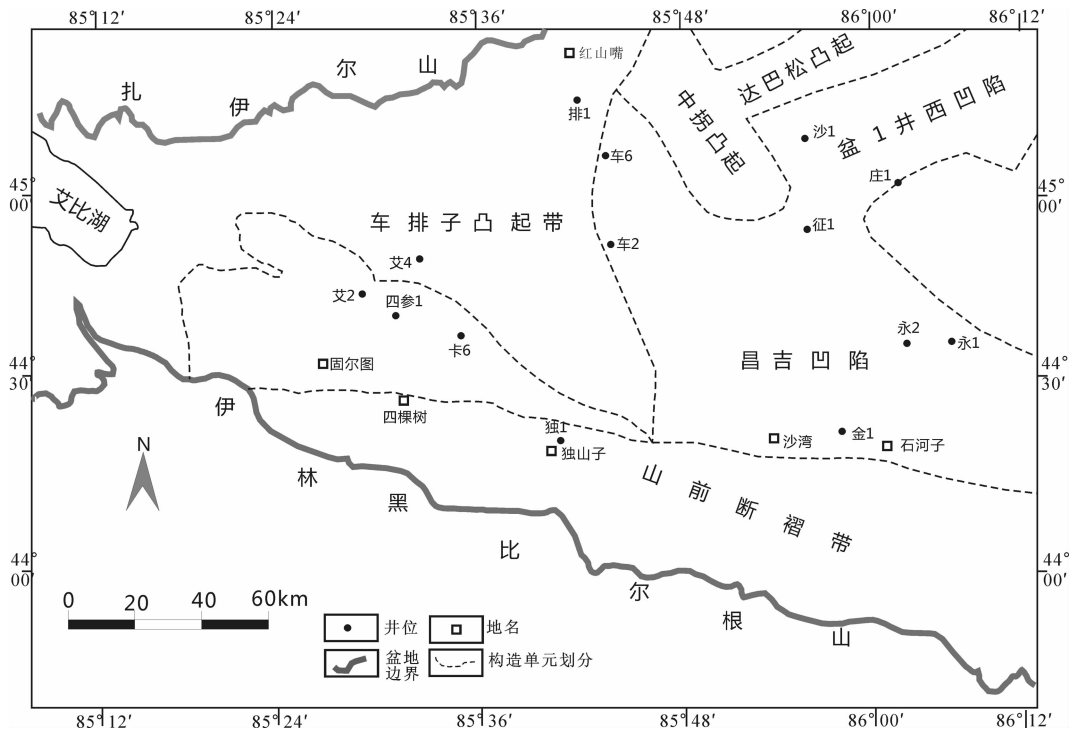 85°12′ 85°24′ 85°36′ 85°48′ 86°00′ 86°12′
扎伊尔山
红山嘴
达巴松凸起
中拐凸起
盆1井西凹陷
排1
沙1
车6
庄1
45°
00′
45°
00′
艾比湖
车排子凸起带
征1
车2
艾4
艾2
四参1
卡6
永2
永1
固尔图
昌吉凹陷
44°
30′
44°
30′
四棵树
独1
独山子
沙湾
金1
石河子
N
伊林黑比尔根山
山前断褶带
44°
00′
44°
00′
0 20 40 60km
井位
地名
盆地
边界
构造单元划分
85°12′ 85°24′ 85°36′ 85°48′ 86°00′ 86°12′